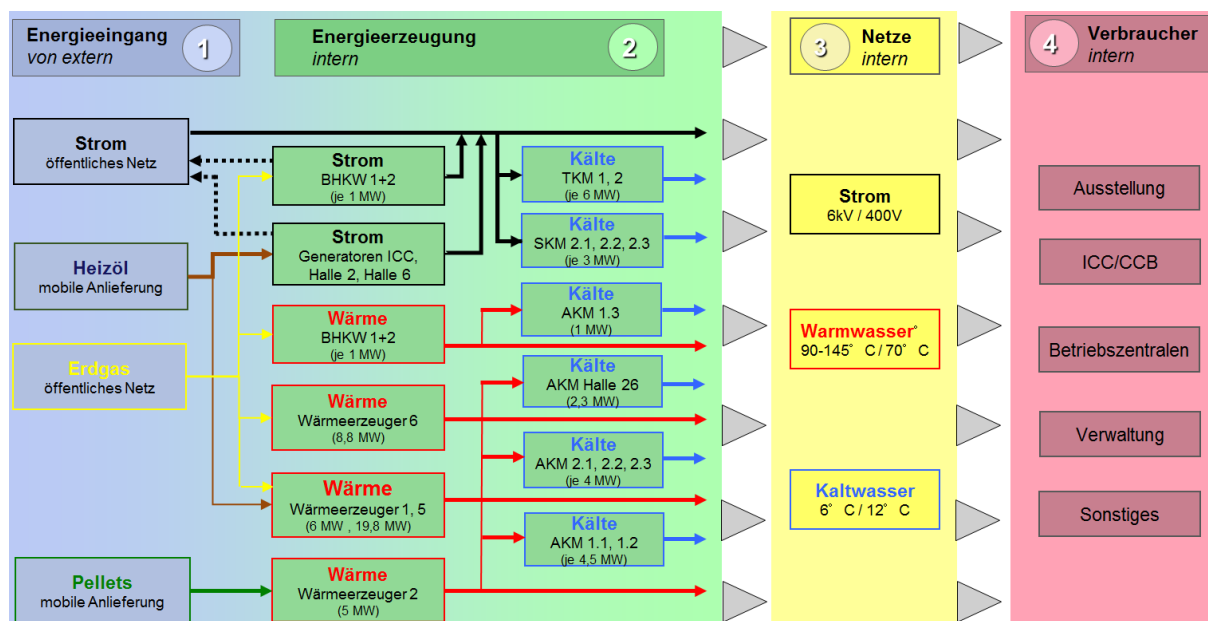 Energieeingang
von extern
1
Energieerzeugung
intern
2
3
Netze
intern
4
Verbraucher
intern
Strom
öffentliches Netz
Heizöl
mobile Anlieferung
Erdgas
öffentliches Netz
Pellets
mobile Anlieferung
Strom
BHKW 1+2
(je 1 MW)
Strom
Generatoren ICC,
Halle 2, Halle 6
Wärme
BHKW 1+2
(je 1 MW)
Wärme
Wärmeerzeuger 6
(8,8 MW)
Wärme
Wärmeerzeuger 1, 5
(6 MW , 19,8 MW)
Wärme
Wärmeerzeuger 2
(5 MW)
Kälte
TKM 1, 2
(je 6 MW)
Kälte
SKM 2.1, 2.2, 2.3
(je 3 MW)
Kälte
AKM 1.3
(1 MW)
Kälte
AKM Halle 26
(2,3 MW)
Kälte
AKM 2.1, 2.2, 2.3
(je 4 MW)
Kälte
AKM 1.1, 1.2
(je 4,5 MW)
Strom
6kV / 400V
Warmwasser°
90-145° C / 70° C
Kaltwasser
6° C / 12° C
Ausstellung
ICC/CCB
Betriebszentralen
Verwaltung
Sonstiges